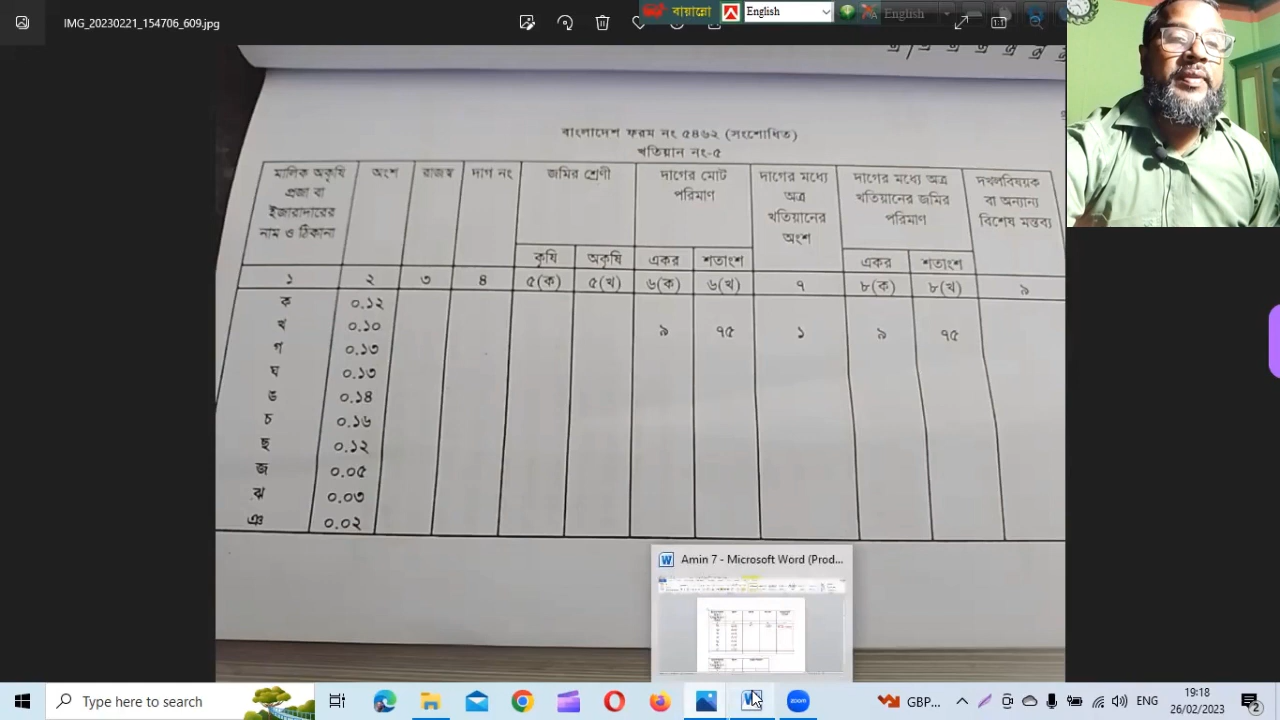 lishs_20230221_154706_609.jpg
বায়ান্নো
English
English
বাংলাদেশ ফরম নং ৫৪৬২ (সংশোধিত)
খতিয়ান নং-৫
মালিক অকৃষি প্রজা বা ইজারাদারের নাম ও ঠিকানা অংশ রাজস্ব দাগ নং জমির শ্রেণী দাগের মোট পরিমাণ দাগের মধ্যে অত্র খতিয়ানের অংশ দাগের মধ্যে অত্র খতিয়ানের জমির পরিমাণ দখলবিষয়ক বা অন্যান্য বিশেষ মন্তব্য
কৃষি অকৃষি একর শতাংশ একর শতাংশ
১ ২ ৩ ৪ ৫(ক) ৫(খ) ৬(ক) ৬(খ) ৭ ৮(ক) ৮(খ) ৯
ক ০.১২
খ ০.১০ ৯ ৭৫ ১ ৯ ৭৫
গ ০.১৩
ঘ ০.১৩
ঙ ০.১৪
চ ০.১৬
ছ ০.১২
জ ০.০৫
ঝ ০.০৩
ঞ ০.০২
Amin 7 - Microsoft Word (Prod...
Type here to search
zoom
GBP...
ENG
19:18
26/02/2023
2